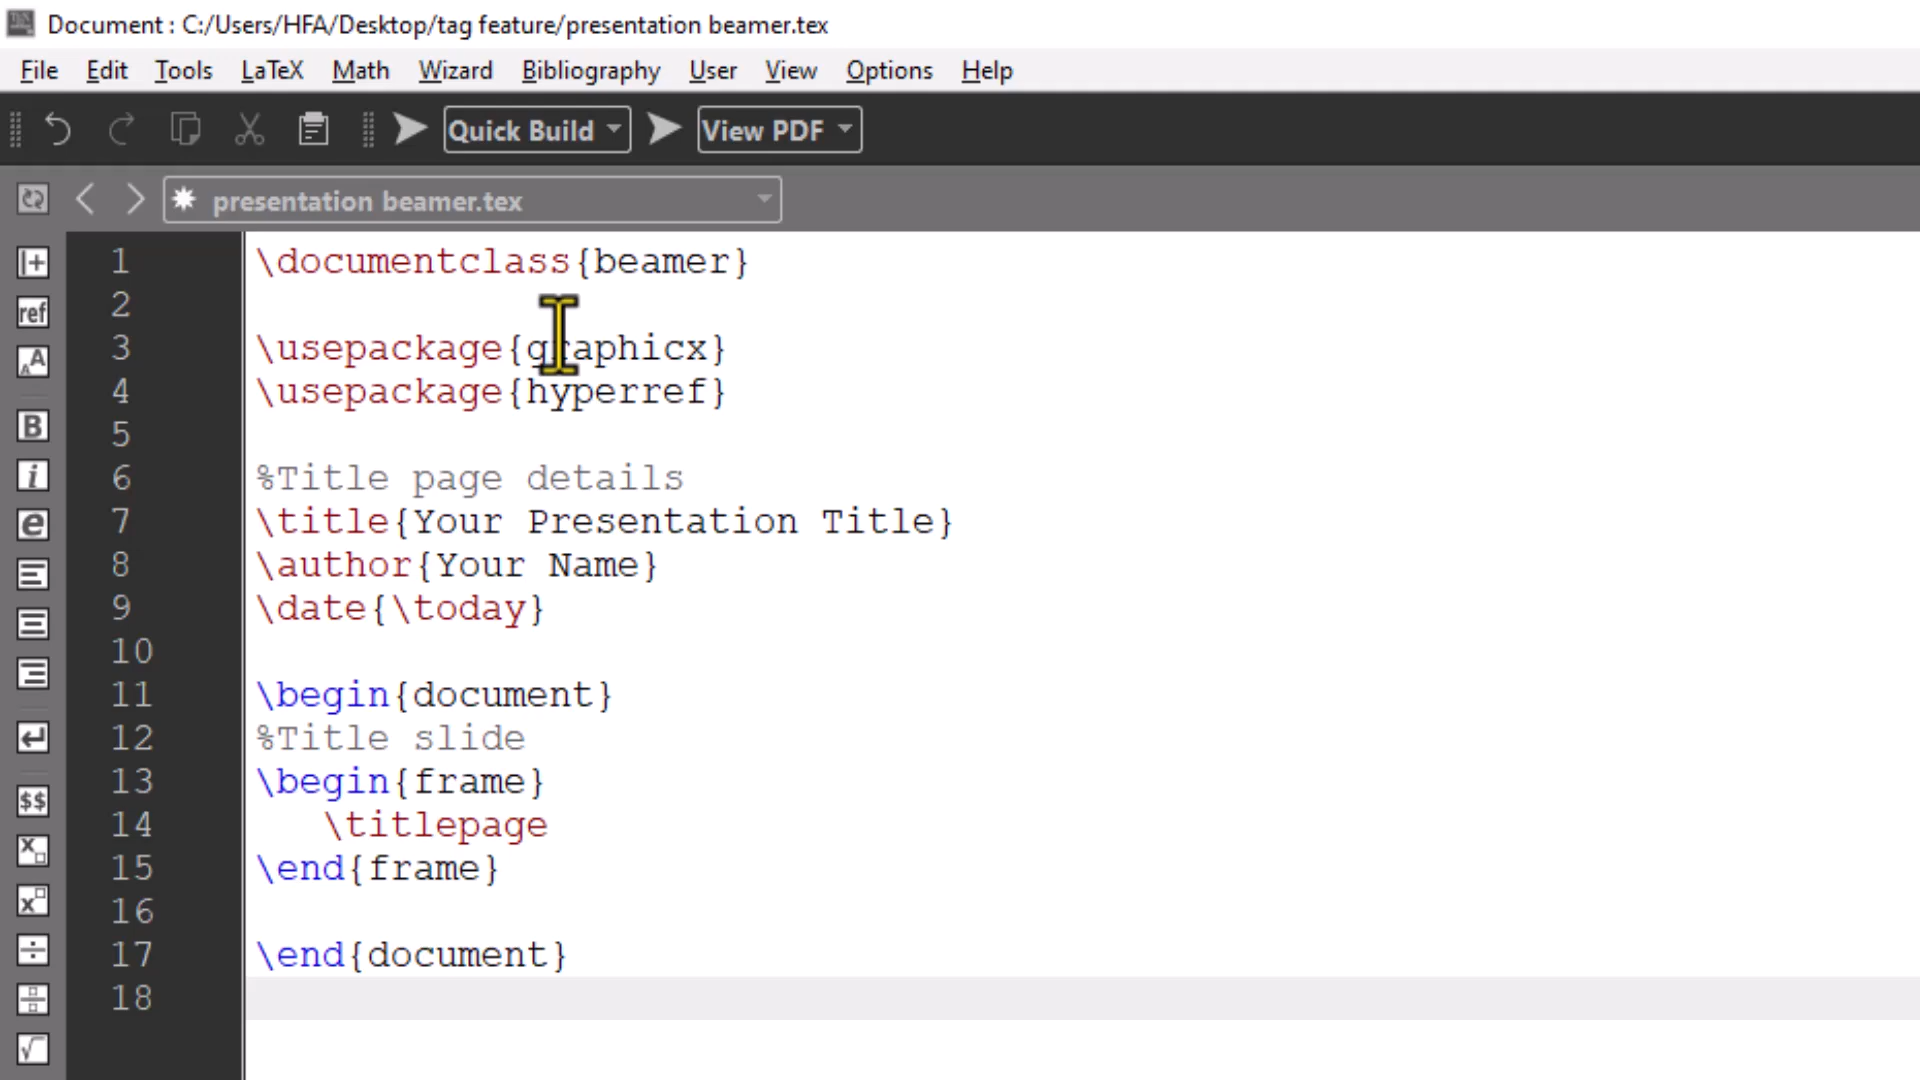 Document : C:/Users/HFA/Desktop/tag feature/presentation beamer.tex
File Edit Tools LaTeX Math Wizard Bibliography User View Options Help
Quick Build View PDF
presentation beamer.tex
1 \documentclass{beamer}
2
3 \usepackage{graphicx}
4 \usepackage{hyperref}
5
6 %Title page details
7 \title{Your Presentation Title}
8 \author{Your Name}
9 \date{\today}
10
11 \begin{document}
12 %Title slide
13 \begin{frame}
14 \titlepage
15 \end{frame}
16
17 \end{document}
18
ref
B
i
e
$$